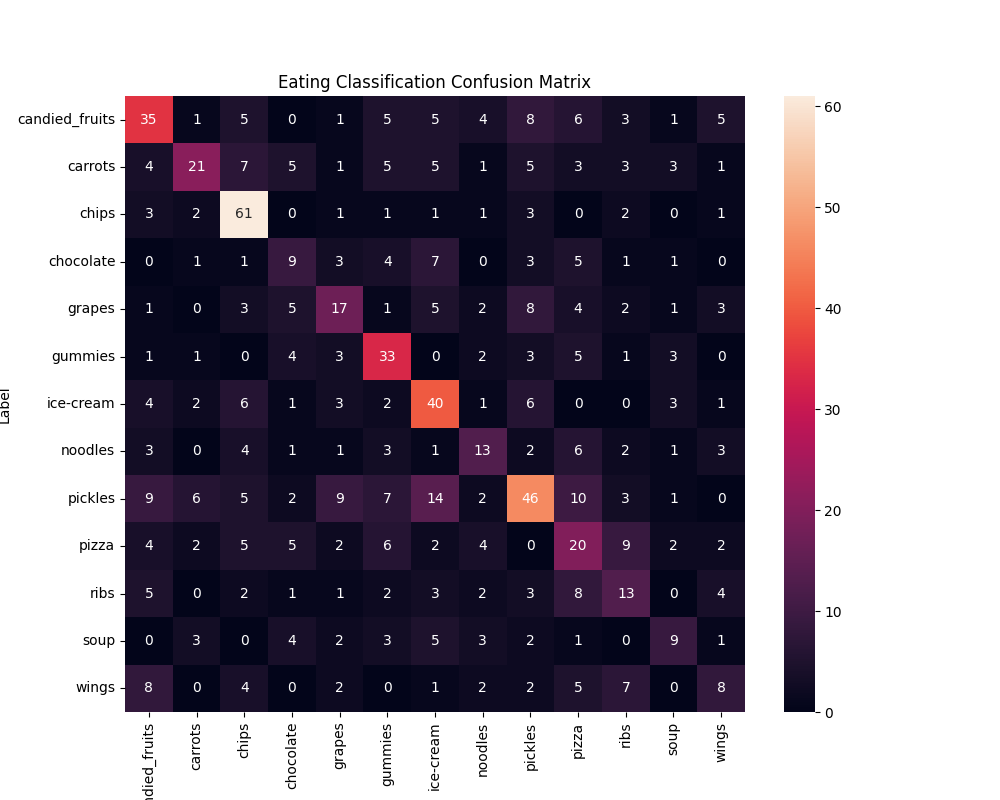 Eating Classification Confusion Matrix
candied_fruits 35 1 5 0 1 5 5 4 8 6 3 1 5
carrots 4 21 7 5 1 5 5 1 5 3 3 3 1
chips 3 2 61 0 1 1 1 1 3 0 2 0 1
chocolate 0 1 1 9 3 4 7 0 3 5 1 1 0
grapes 1 0 3 5 17 1 5 2 8 4 2 1 3
gummies 1 1 0 4 3 33 0 2 3 5 1 3 0
ice-cream 4 2 6 1 3 2 40 1 6 0 0 3 1
noodles 3 0 4 1 1 3 1 13 2 6 2 1 3
pickles 9 6 5 2 9 7 14 2 46 10 3 1 0
pizza 4 2 5 5 2 6 2 4 0 20 9 2 2
ribs 5 0 2 1 1 2 3 2 3 8 13 0 4
soup 0 3 0 4 2 3 5 3 2 1 0 9 1
wings 8 0 4 0 2 0 1 2 2 5 7 0 8
Label
ndied_fruits carrots chips chocolate grapes gummies ice-cream noodles pickles pizza ribs soup wings
60
50
40
30
20
10
0